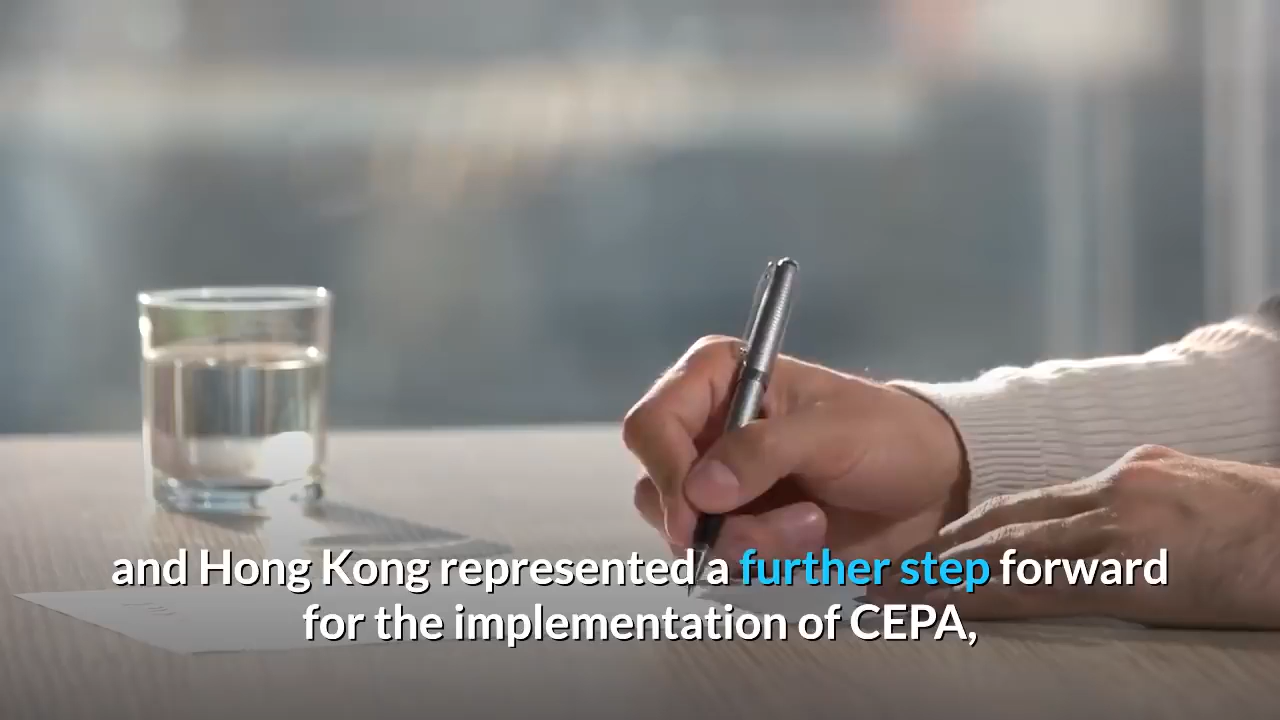 and Hong Kong represented a further step forward
for the implementation of CEPA,